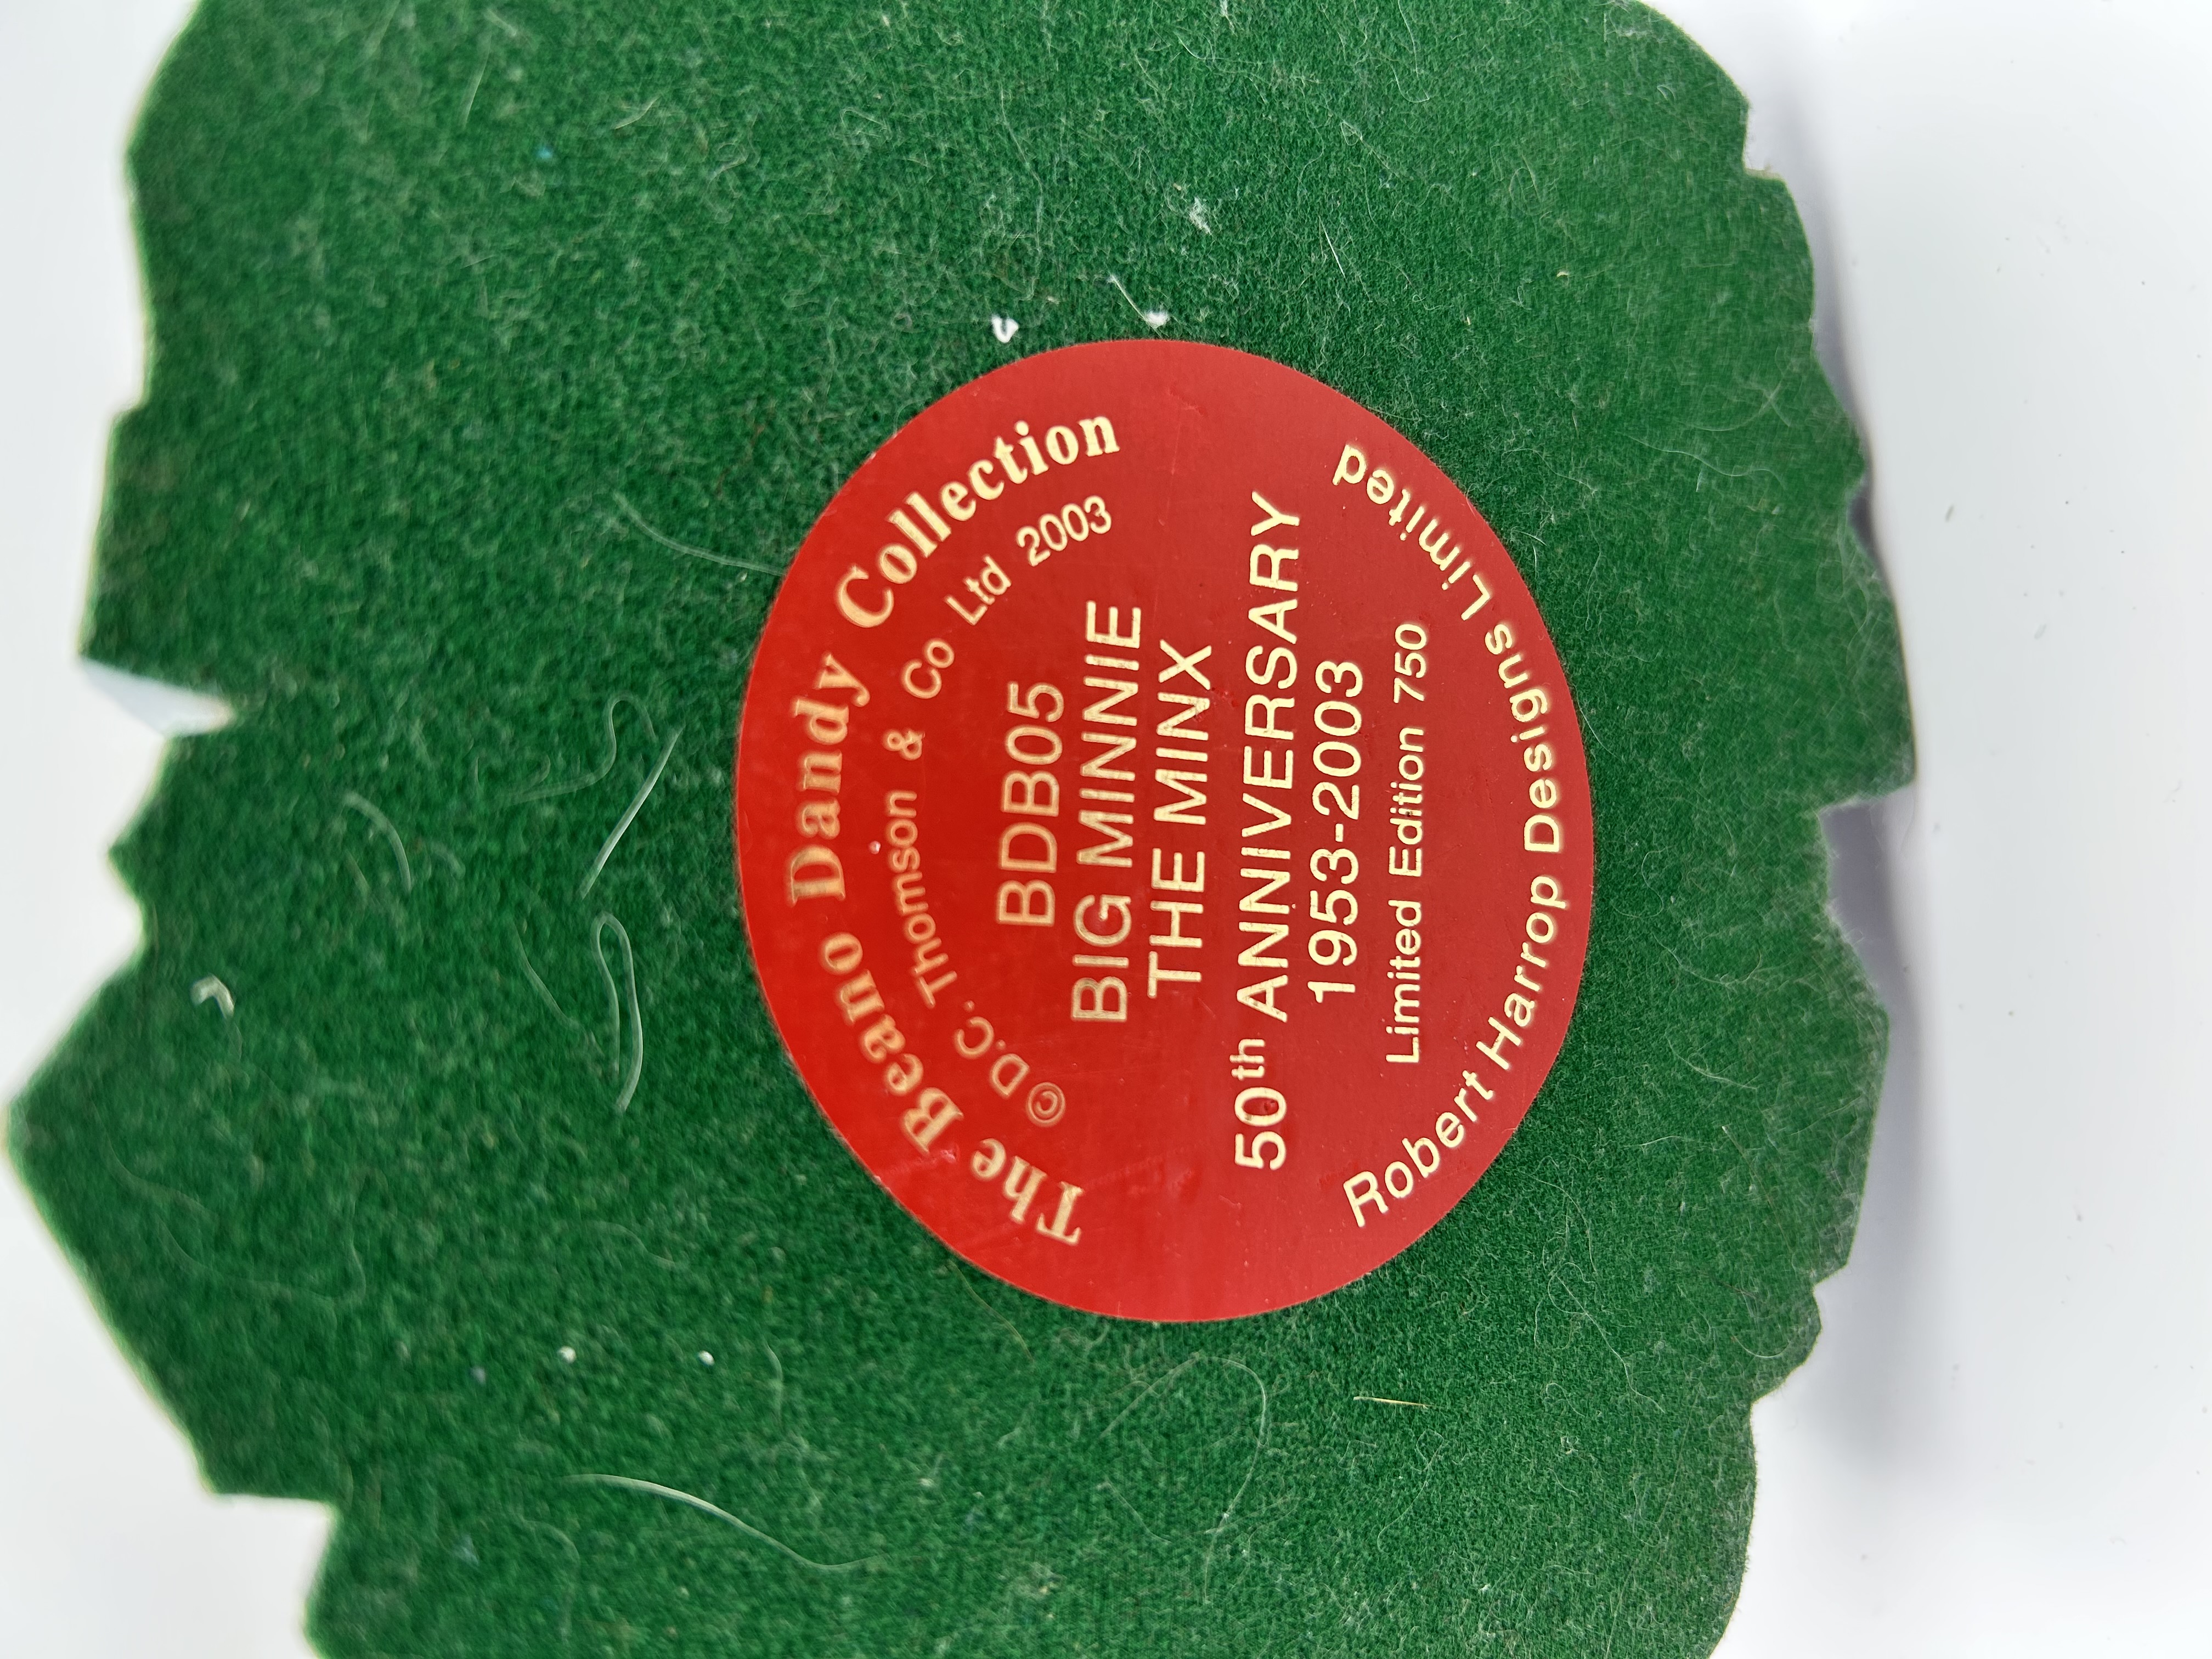 The Beano Dandy Collection
© D.C. Thomson & Co Ltd 2003
BDB05
BIG MINNIE
THE MINX
50th ANNIVERSARY
1953-2003
Limited Edition 750
Robert Harrop Designs Limited